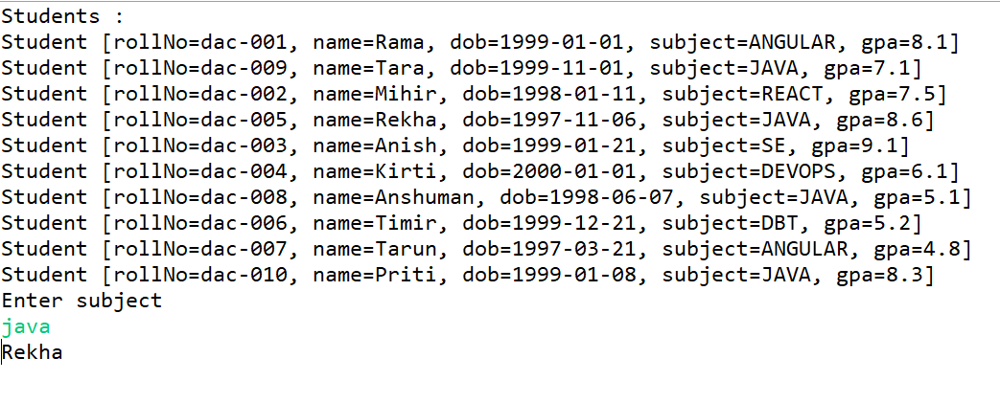 Students :
Student [rollNo=dac-001, name=Rama, dob=1999-01-01, subject=ANGULAR, gpa=8.1]
Student [rollNo=dac-009, name=Tara, dob=1999-11-01, subject=JAVA, gpa=7.1]
Student [rollNo=dac-002, name=Mihir, dob=1998-01-11, subject=REACT, gpa=7.5]
Student [rollNo=dac-005, name=Rekha, dob=1997-11-06, subject=JAVA, gpa=8.6]
Student [rollNo=dac-003, name=Anish, dob=1999-01-21, subject=SE, gpa=9.1]
Student [rollNo=dac-004, name=Kirti, dob=2000-01-01, subject=DEVOPS, gpa=6.1]
Student [rollNo=dac-008, name=Anshuman, dob=1998-06-07, subject=JAVA, gpa=5.1]
Student [rollNo=dac-006, name=Timir, dob=1999-12-21, subject=DBT, gpa=5.2]
Student [rollNo=dac-007, name=Tarun, dob=1997-03-21, subject=ANGULAR, gpa=4.8]
Student [rollNo=dac-010, name=Priti, dob=1999-01-08, subject=JAVA, gpa=8.3]
Enter subject
java
Rekha